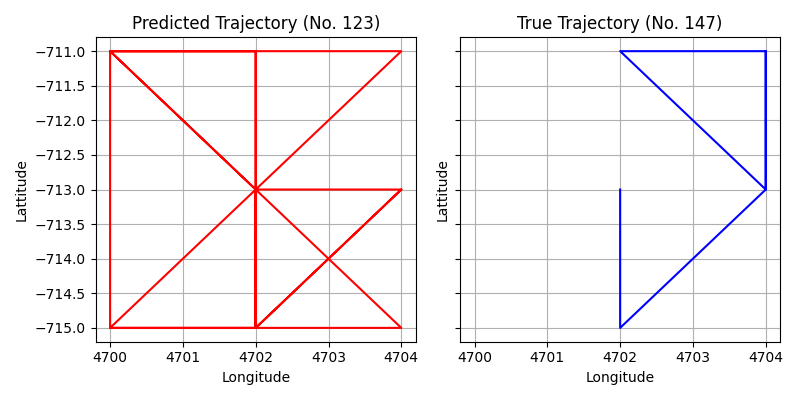 Predicted Trajectory (No. 123)
True Trajectory (No. 147)
−711.0
−711.5
−712.0
−712.5
−713.0
−713.5
−714.0
−714.5
−715.0
Lattitude
4700 4701 4702 4703 4704
Longitude
Lattitude
4700 4701 4702 4703 4704
Longitude